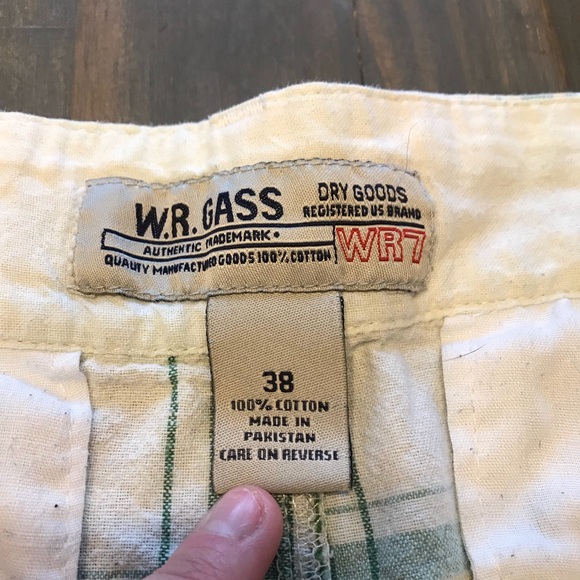 W.R. GASS
DRY GOODS
REGISTERED US BRAND
AUTHENTIC TRADEMARK•
WR7
QUALITY MANUFACTURED GOODS 100% COTTON
38
100% COTTON
MADE IN
PAKISTAN
CARE ON REVERSE